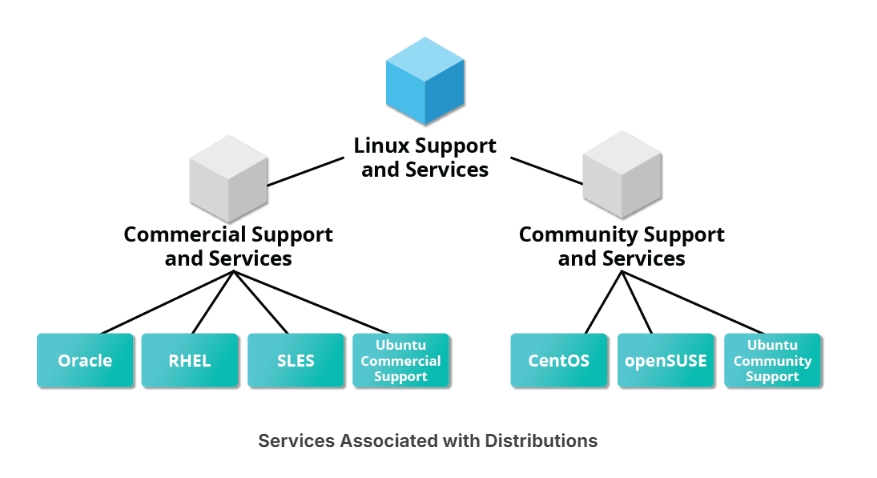 Linux Support
and Services
Commercial Support
and Services
Community Support
and Services
Oracle
RHEL
SLES
Ubuntu
Commercial
Support
CentOS
openSUSE
Ubuntu
Community
Support
Services Associated with Distributions